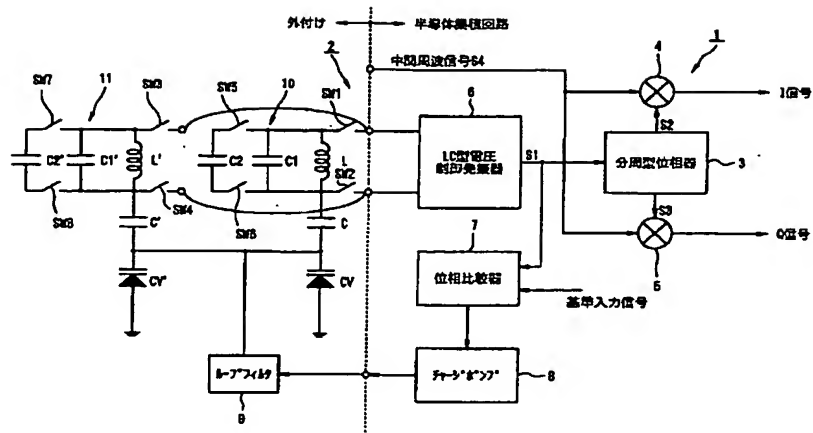 外付け
半導体集積回路
2
中間周波信号S4
4
1
SW7
11
SW3
SW5
10
SW1
6
I信号
S2
C2'
C1'
L'
C2
C1
L
SW2
LC型電圧
制御発振器
S1
分周型位相器
3
SW8
SW4
SW6
S3
C'
C
7
Q信号
5
CV'
CV
位相比較器
基準入力信号
ループフィルタ
チャージポンプ
8
9